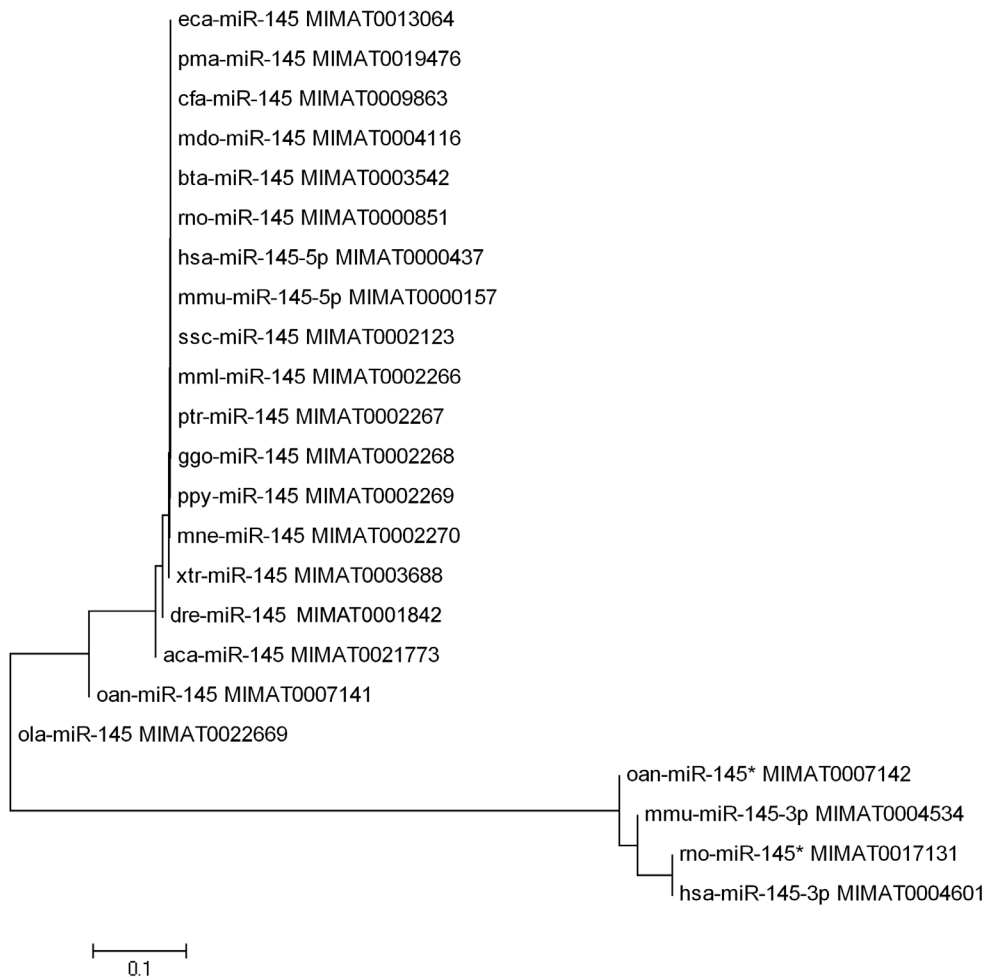 eca-miR-145 MIMAT0013064
pma-miR-145 MIMAT0019476
cfa-miR-145 MIMAT0009863
mdo-miR-145 MIMAT0004116
bta-miR-145 MIMAT0003542
rno-miR-145 MIMAT0000851
hsa-miR-145-5p MIMAT0000437
mmu-miR-145-5p MIMAT0000157
ssc-miR-145 MIMAT0002123
mml-miR-145 MIMAT0002266
ptr-miR-145 MIMAT0002267
ggo-miR-145 MIMAT0002268
ppy-miR-145 MIMAT0002269
mne-miR-145 MIMAT0002270
xtr-miR-145 MIMAT0003688
dre-miR-145 MIMAT0001842
aca-miR-145 MIMAT0021773
oan-miR-145 MIMAT0007141
ola-miR-145 MIMAT0022669
oan-miR-145* MIMAT0007142
mmu-miR-145-3p MIMAT0004534
rno-miR-145* MIMAT0017131
hsa-miR-145-3p MIMAT0004601
0.1